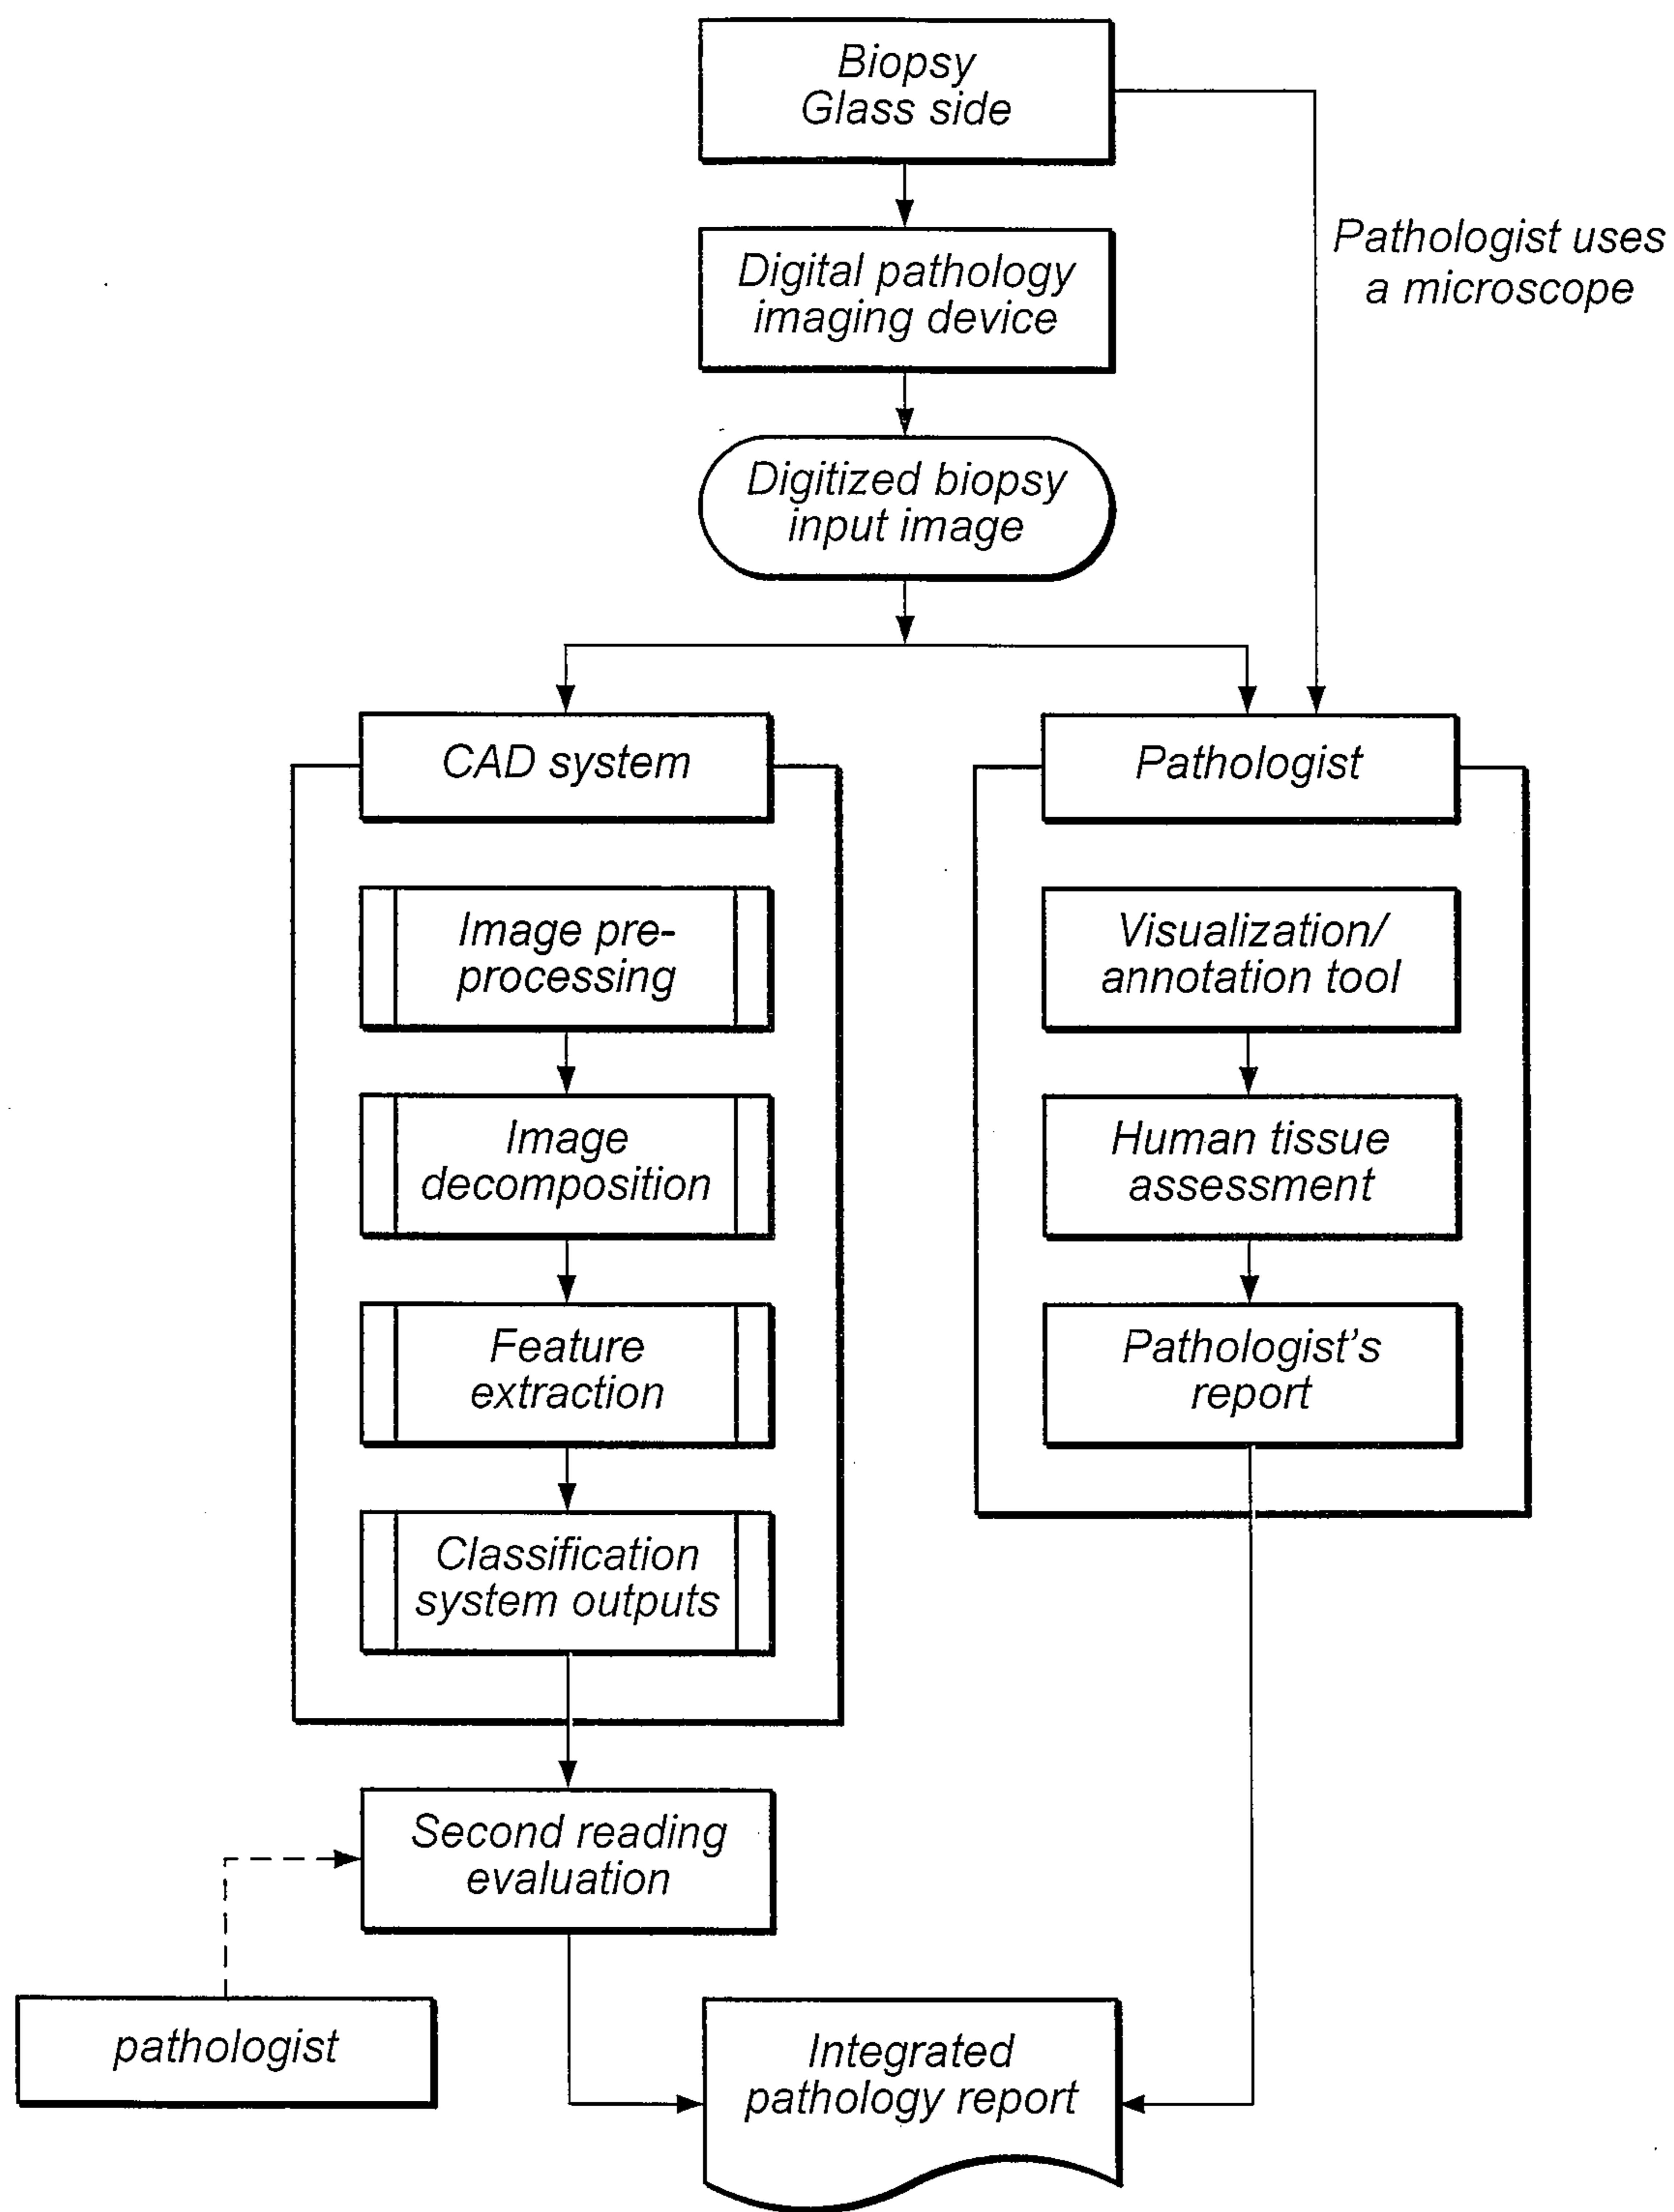 Biopsy
Glass side
Pathologist uses
a microscope
Digital pathology
imaging device
Digitized biopsy
input image
CAD system
Pathologist
Image pre-
processing
Visualization/
annotation tool
Image
decomposition
Human tissue
assessment
Feature
extraction
Pathologist's
report
Classification
system outputs
Second reading
evaluation
pathologist
Integrated
pathology report